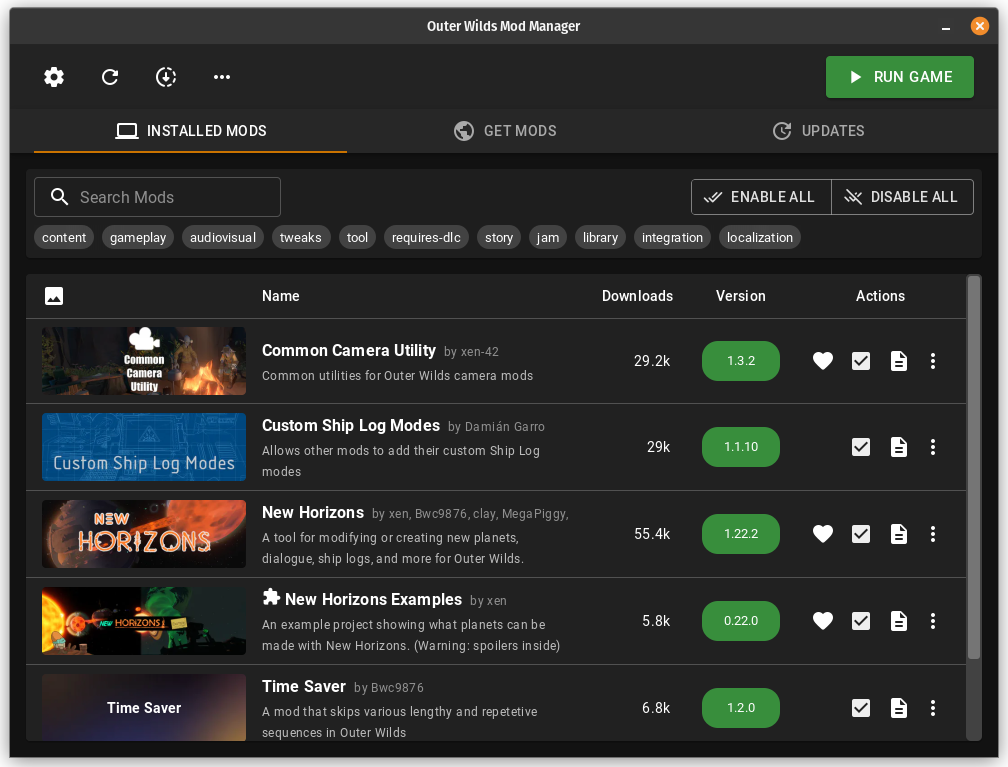 Outer Wilds Mod Manager
RUN GAME
INSTALLED MODS
GET MODS
UPDATES
Search Mods
ENABLE ALL
DISABLE ALL
content
gameplay
audiovisual
tweaks
tool
requires-dlc
story
jam
library
integration
localization
Name
Downloads
Version
Actions
Common
Camera
Utility
Common Camera Utility by xen-42
Common utilities for Outer Wilds camera mods
29.2k
1.3.2
Custom Ship Log Modes
Custom Ship Log Modes by Damián Garro
Allows other mods to add their custom Ship Log
modes
29k
1.1.10
NEW
HORIZONS
New Horizons by xen, Bwc9876, clay, MegaPiggy,
A tool for modifying or creating new planets,
dialogue, ship logs, and more for Outer Wilds.
55.4k
1.22.2
NEW HORIZONS
New Horizons Examples by xen
An example project showing what planets can be
made with New Horizons. (Warning: spoilers inside)
5.8k
0.22.0
Time Saver
Time Saver by Bwc9876
A mod that skips various lengthy and repetetive
sequences in Outer Wilds
6.8k
1.2.0